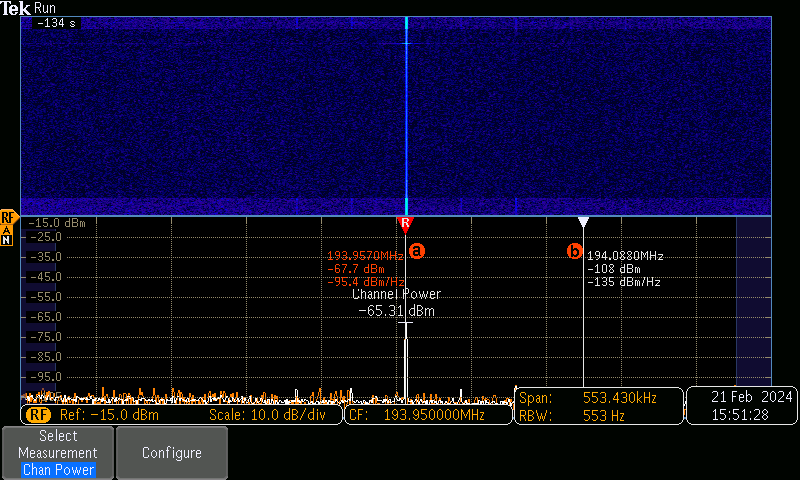 Tek Run
-134 s
RF
A
N
-15.0 dBm
-25.0
-35.0
-45.0
-55.0
-65.0
-75.0
-85.0
-95.0
R
a
193.9570MHz
-67.7 dBm
-95.4 dBm/Hz
b
194.0880MHz
-108 dBm
-135 dBm/Hz
Channel Power
-65.31 dBm
RF Ref: -15.0 dBm Scale: 10.0 dB/div
CF: 193.950000MHz
Span: 553.430kHz
RBW: 553 Hz
21 Feb 2024
15:51:28
Select
Measurement
Chan Power
Configure